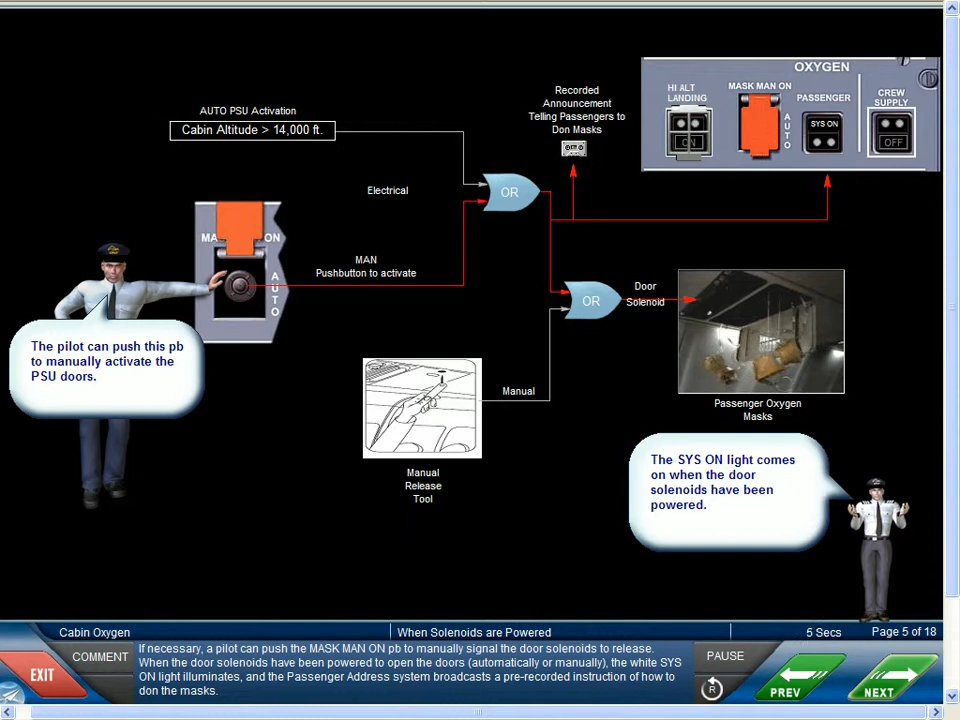 OXYGEN
HI ALT
LANDING
MASK MAN ON
PASSENGER
CREW
SUPPLY
AUTO
SYS ON
ON
OFF
Recorded
Announcement
Telling Passengers to
Don Masks
AUTO PSU Activation
Cabin Altitude > 14,000 ft.
OR
Electrical
MA ON
AUTO
MAN
Pushbutton to activate
OR
Door
Solenoid
The pilot can push this pb
to manually activate the
PSU doors.
Manual
Passenger Oxygen
Masks
Manual
Release
Tool
The SYS ON light comes
on when the door
solenoids have been
powered.
Cabin Oxygen
When Solenoids are Powered
5 Secs
Page 5 of 18
EXIT
COMMENT
If necessary, a pilot can push the MASK MAN ON pb to manually signal the door solenoids to release.
When the door solenoids have been powered to open the doors (automatically or manually), the white SYS
ON light illuminates, and the Passenger Address system broadcasts a pre-recorded instruction of how to
don the masks.
PAUSE
R
PREV
NEXT